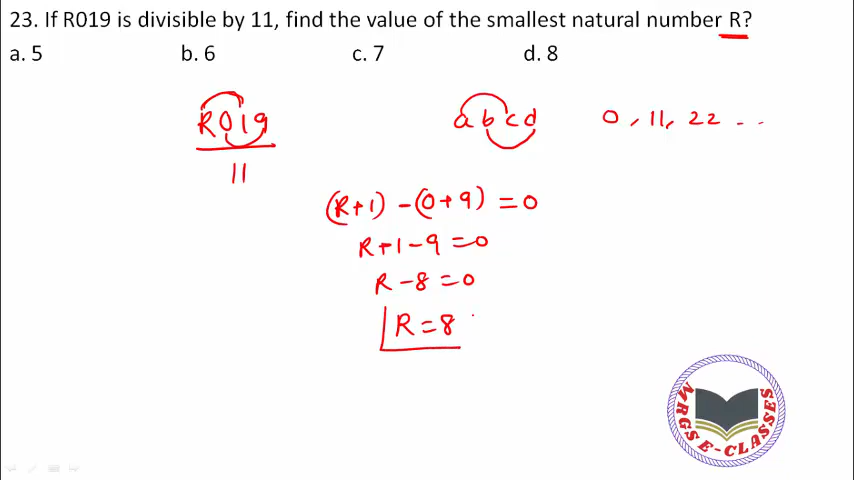 23. If R019 is divisible by 11, find the value of the smallest natural number R?
a. 5 b. 6 c. 7 d. 8
R019 abcd 0, 11, 22 - -
11
(R+1) - (0+9) = 0
R+1-9=0
R-8=0
R=8
MRGS E-CLASSES